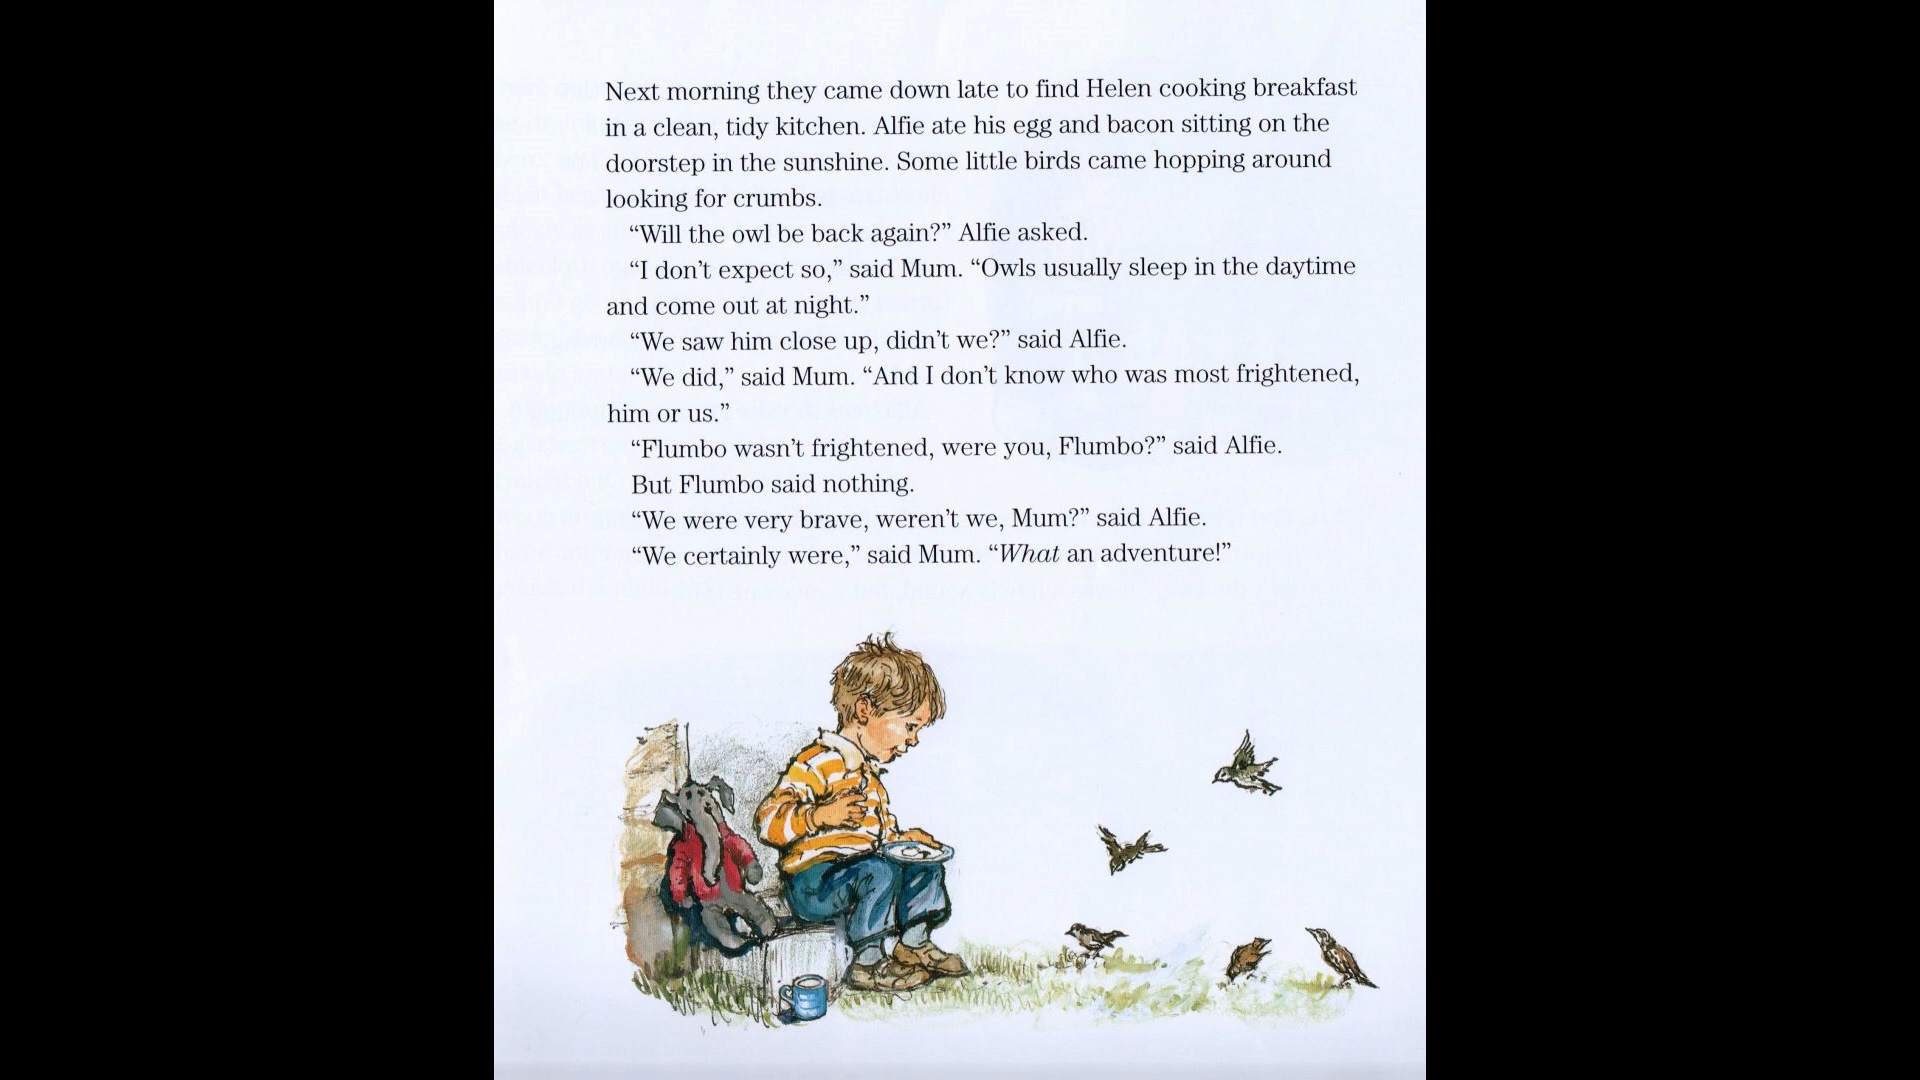 Next morning they came down late to find Helen cooking breakfast
in a clean, tidy kitchen. Alfie ate his egg and bacon sitting on the
doorstep in the sunshine. Some little birds came hopping around
looking for crumbs.
“Will the owl be back again?” Alfie asked.
“I don’t expect so,” said Mum. “Owls usually sleep in the daytime
and come out at night.”
“We saw him close up, didn’t we?” said Alfie.
“We did,” said Mum. “And I don’t know who was most frightened,
him or us.”
“Flumbo wasn’t frightened, were you, Flumbo?” said Alfie.
But Flumbo said nothing.
“We were very brave, weren’t we, Mum?” said Alfie.
“We certainly were,” said Mum. “What an adventure!”